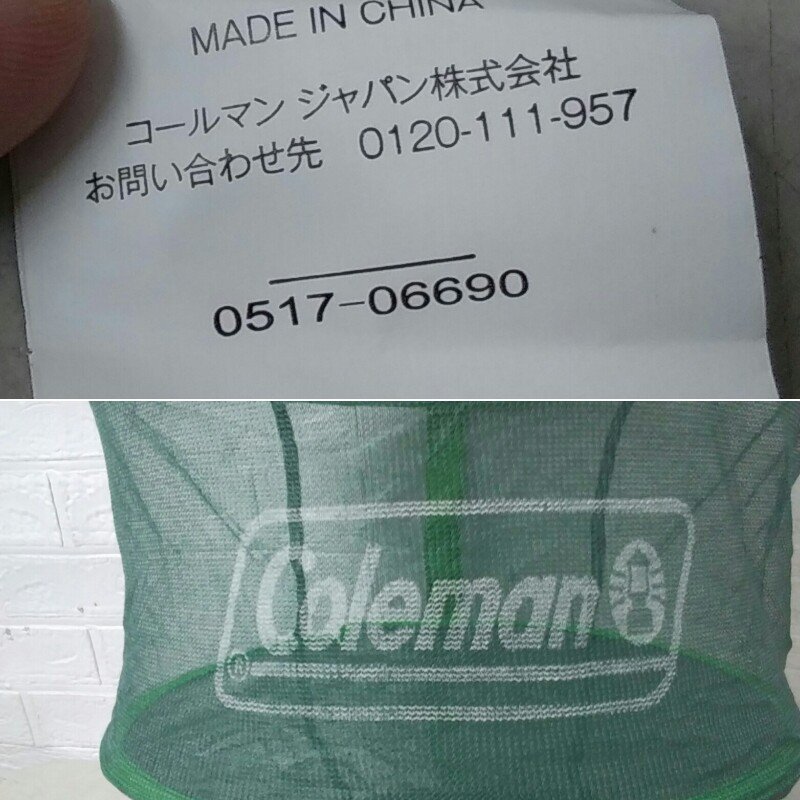 MADE IN CHINA
コールマン ジャパン株式会社
お問い合わせ先 0120-111-957
0517-06690
Coleman
®